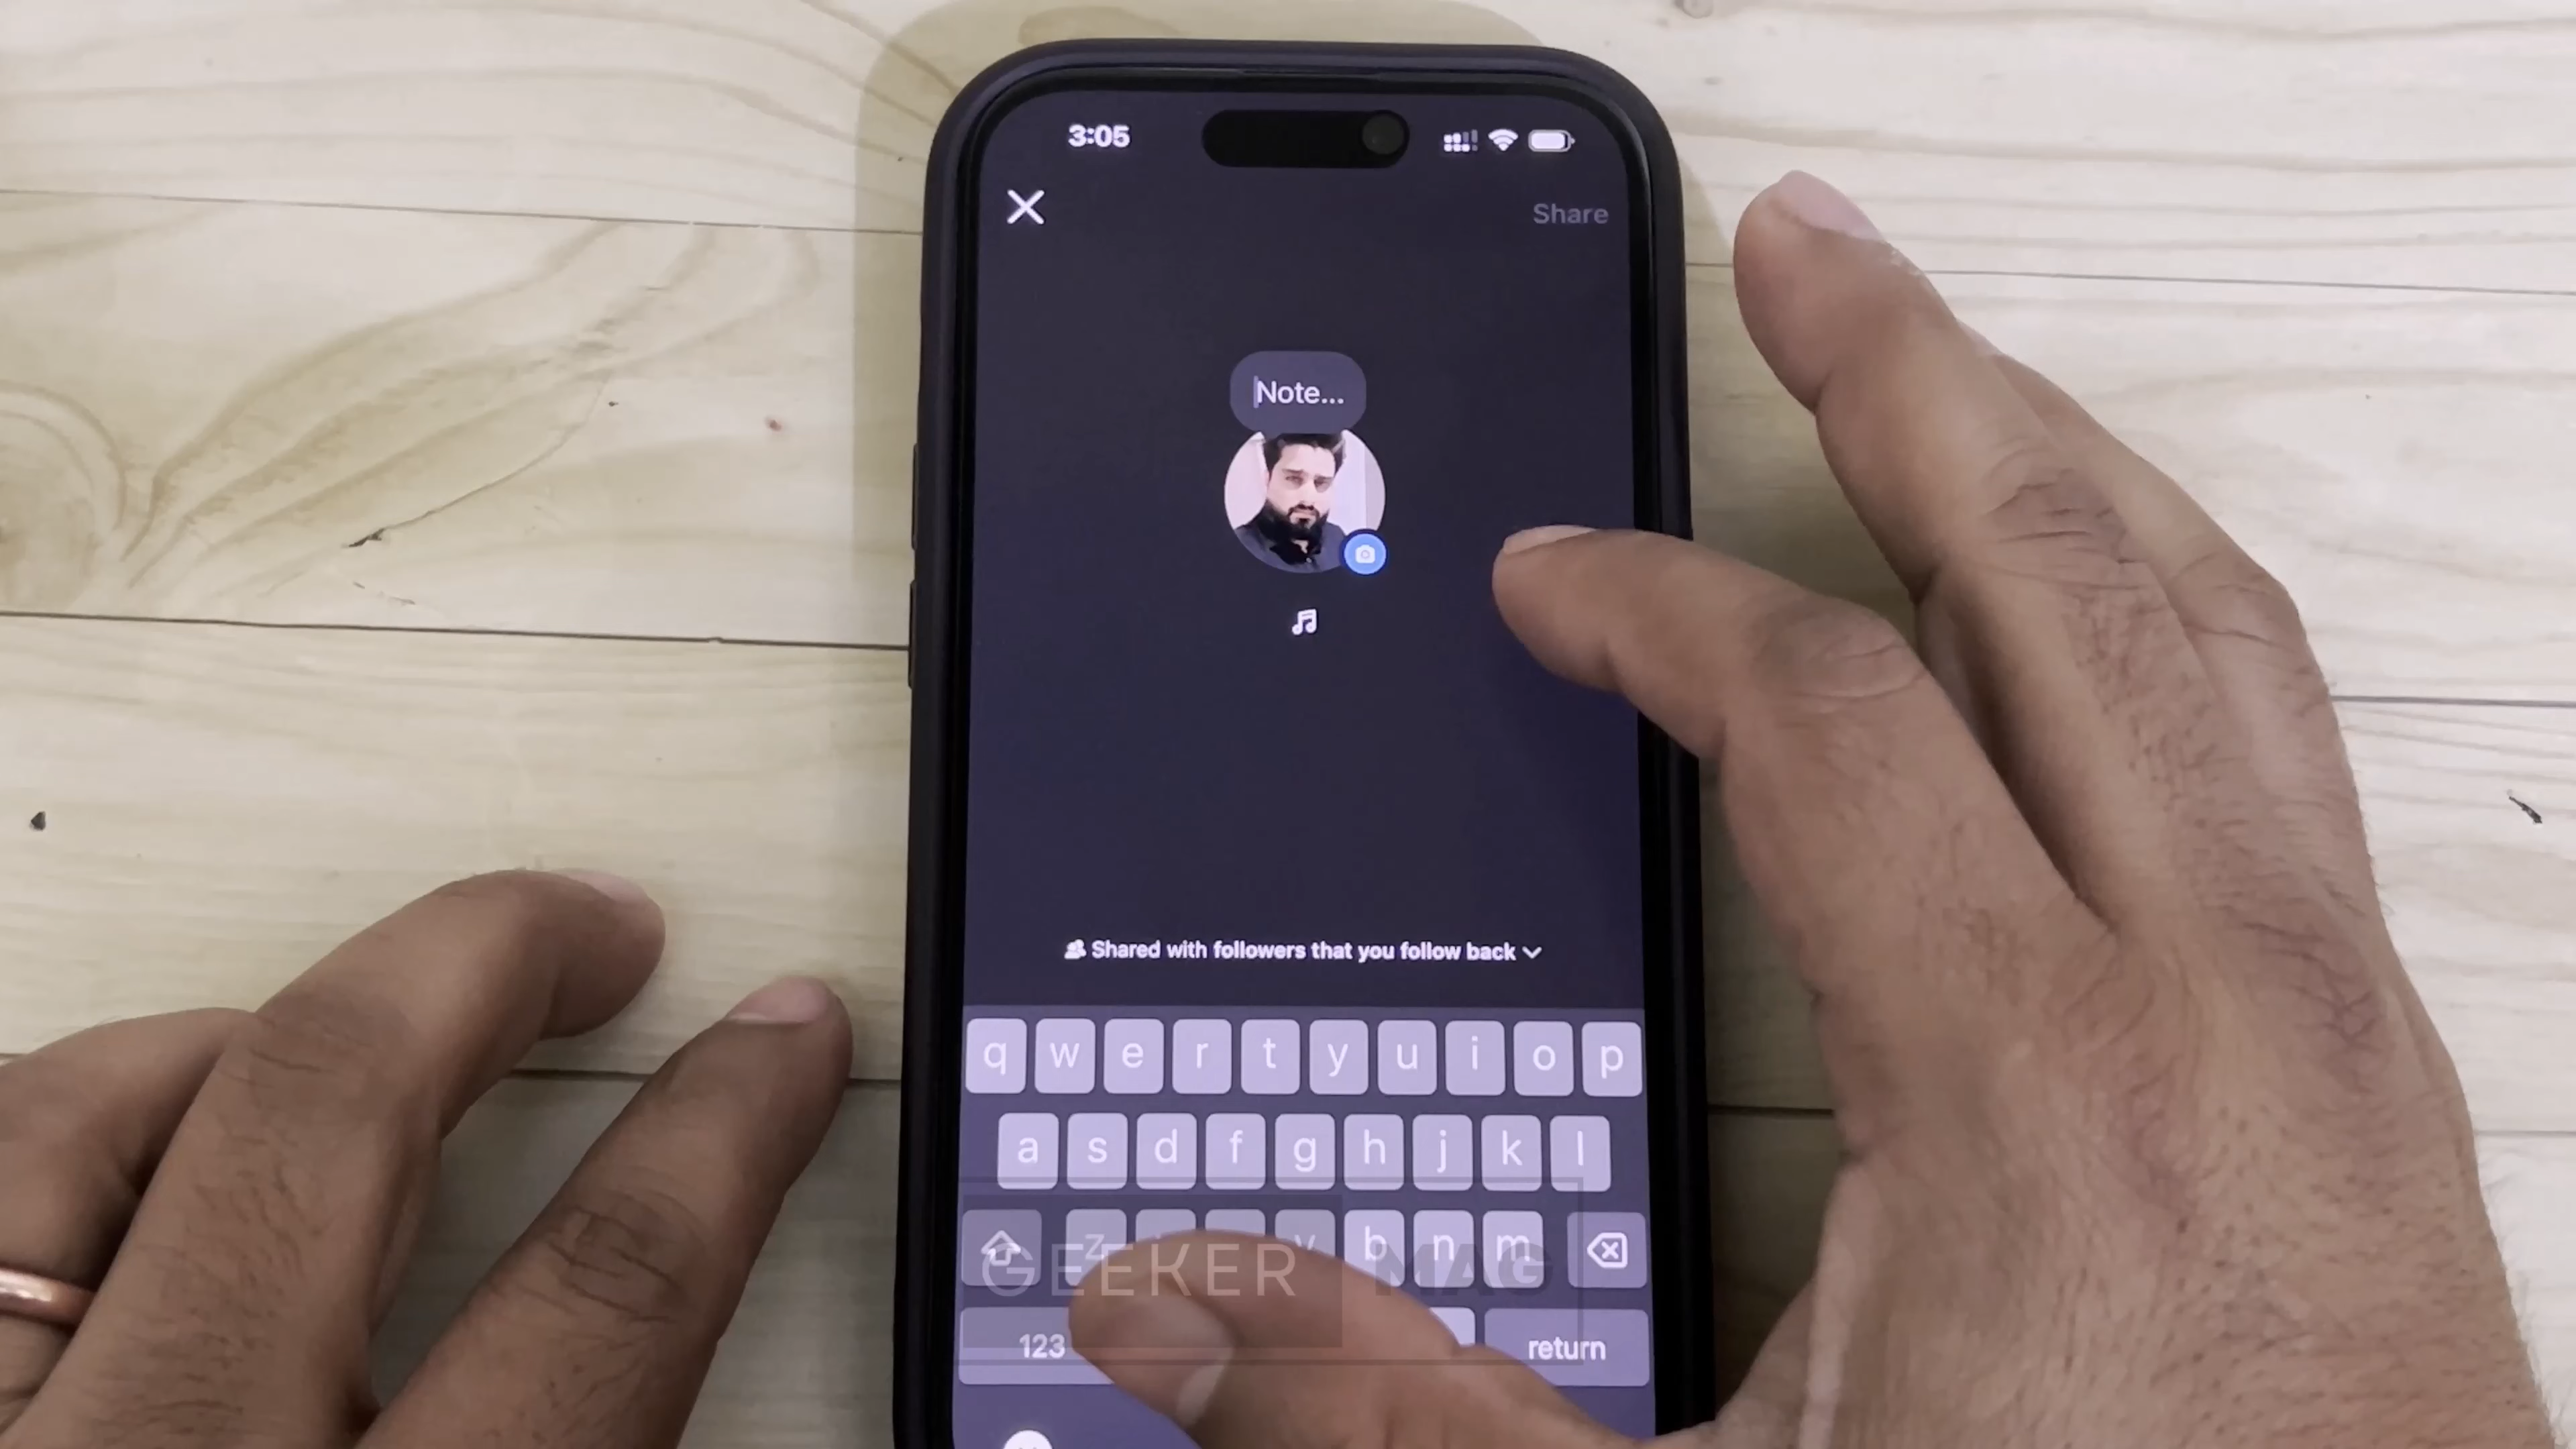 3:05
Share
Note...
Shared with followers that you follow back
q w e r t y u i o p
a s d f g h j k l
z v b n m
GEEKER MAG
123 return